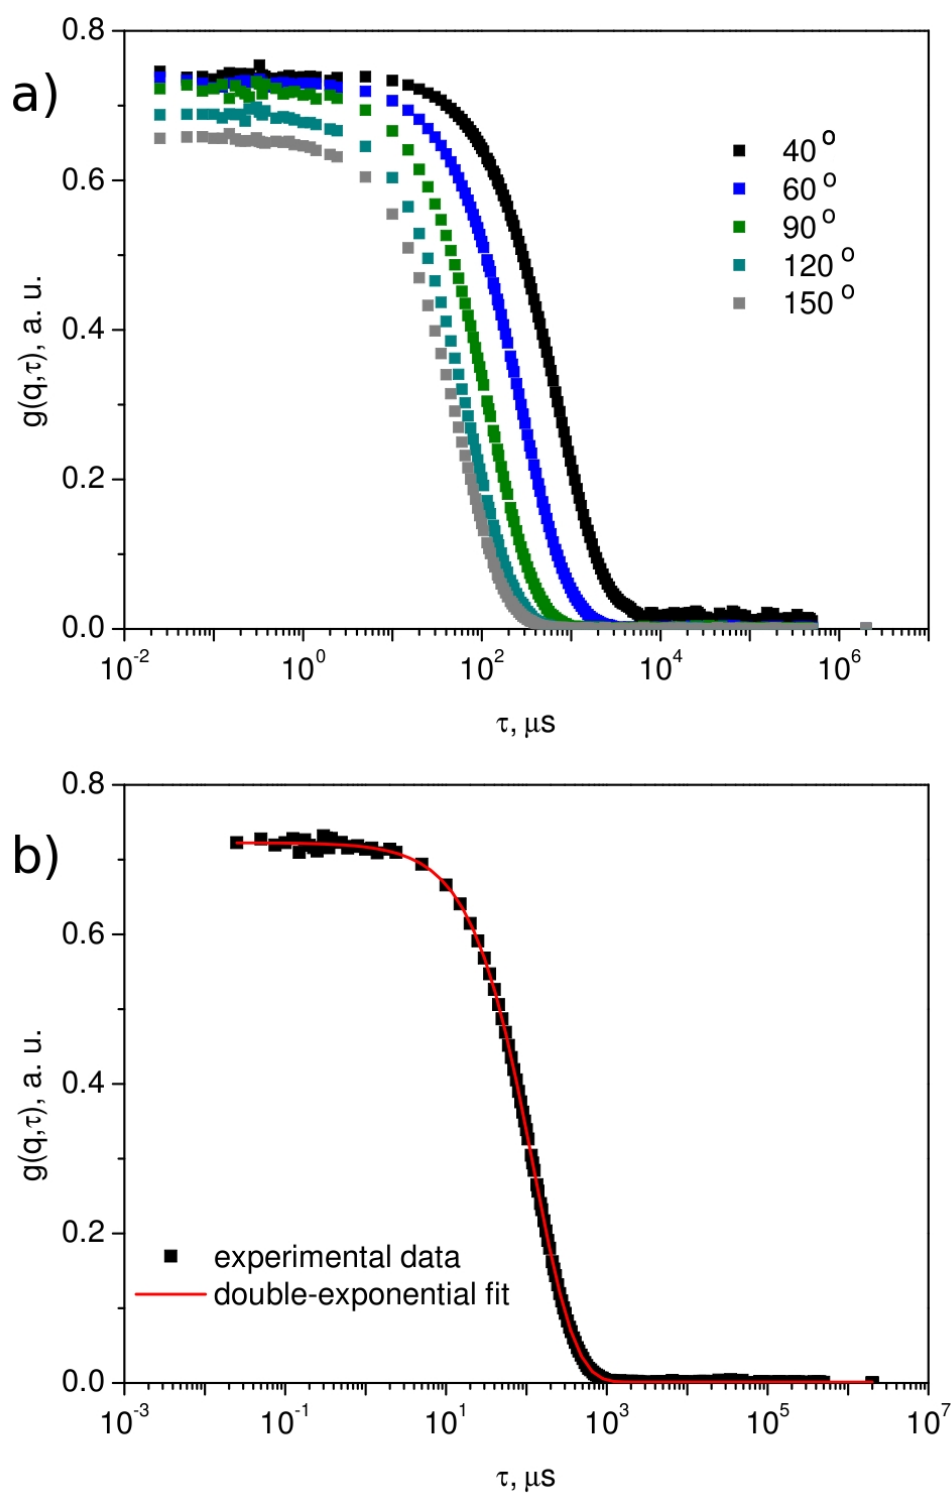 a)
0.8
0.6
0.4
0.2
0.0
g(q,τ), a. u.
40 o
60 o
90 o
120 o
150 o
10-2 100 102 104 106
τ, μs
b)
0.8
0.6
0.4
0.2
0.0
g(q,τ), a. u.
experimental data
double-exponential fit
10-3 10-1 101 103 105 107
τ, μs